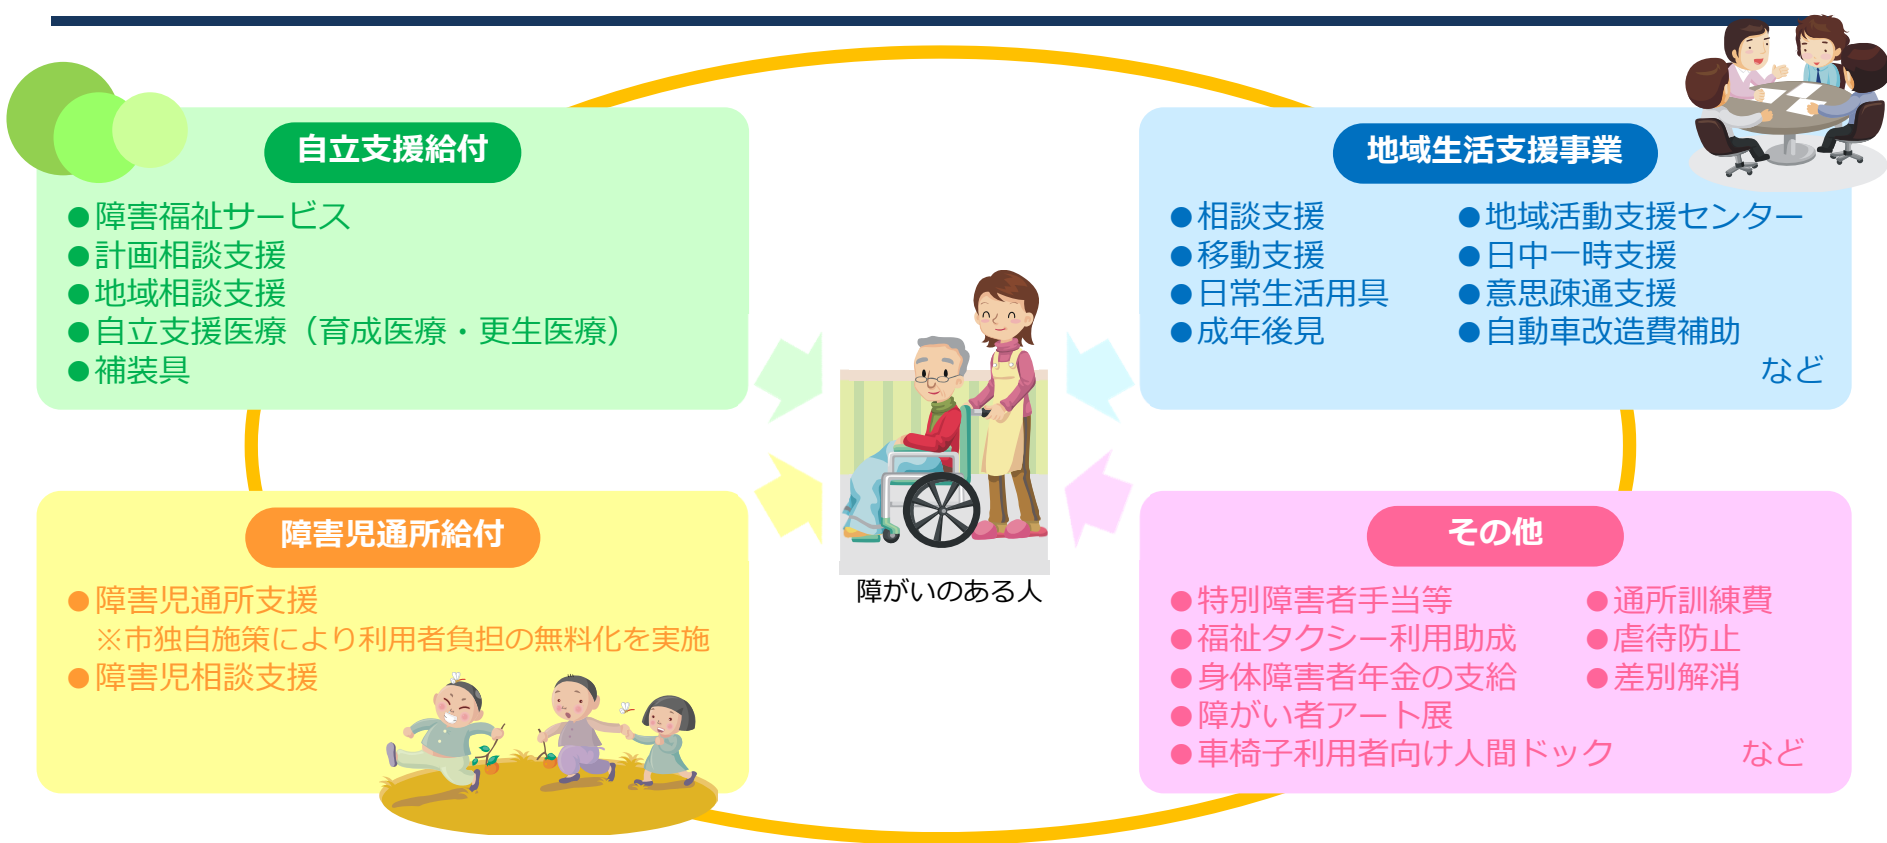 自立支援給付
●障害福祉サービス
●計画相談支援
●地域相談支援
●自立支援医療（育成医療・更生医療）
●補装具
地域生活支援事業
●相談支援
●移動支援
●日常生活用具
●成年後見
●地域活動支援センター
●日中一時支援
●意思疎通支援
●自動車改造費補助
など
障がいのある人
障害児通所給付
●障害児通所支援
※市独自施策により利用者負担の無料化を実施
●障害児相談支援
その他
●特別障害者手当等
●福祉タクシー利用助成
●身体障害者年金の支給
●障がい者アート展
●車椅子利用者向け人間ドック
●通所訓練費
●虐待防止
●差別解消
など